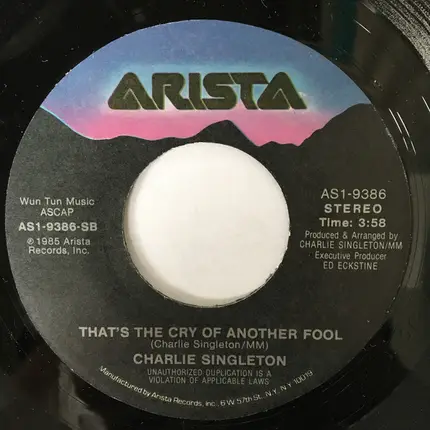 ARISTA
Wun Tun Music
ASCAP
AS1-9386-SB
℗ 1985 Arista
Records, Inc.
AS1-9386
STEREO
Time: 3:58
Produced & Arranged by
CHARLIE SINGLETON/MM
Executive Producer
ED ECKSTINE
THAT'S THE CRY OF ANOTHER FOOL
(Charlie Singleton/MM)
CHARLIE SINGLETON
UNAUTHORIZED DUPLICATION IS A
VIOLATION OF APPLICABLE LAWS
Manufactured by Arista Records, Inc. 6 W 57th St., N.Y., N.Y. 10019